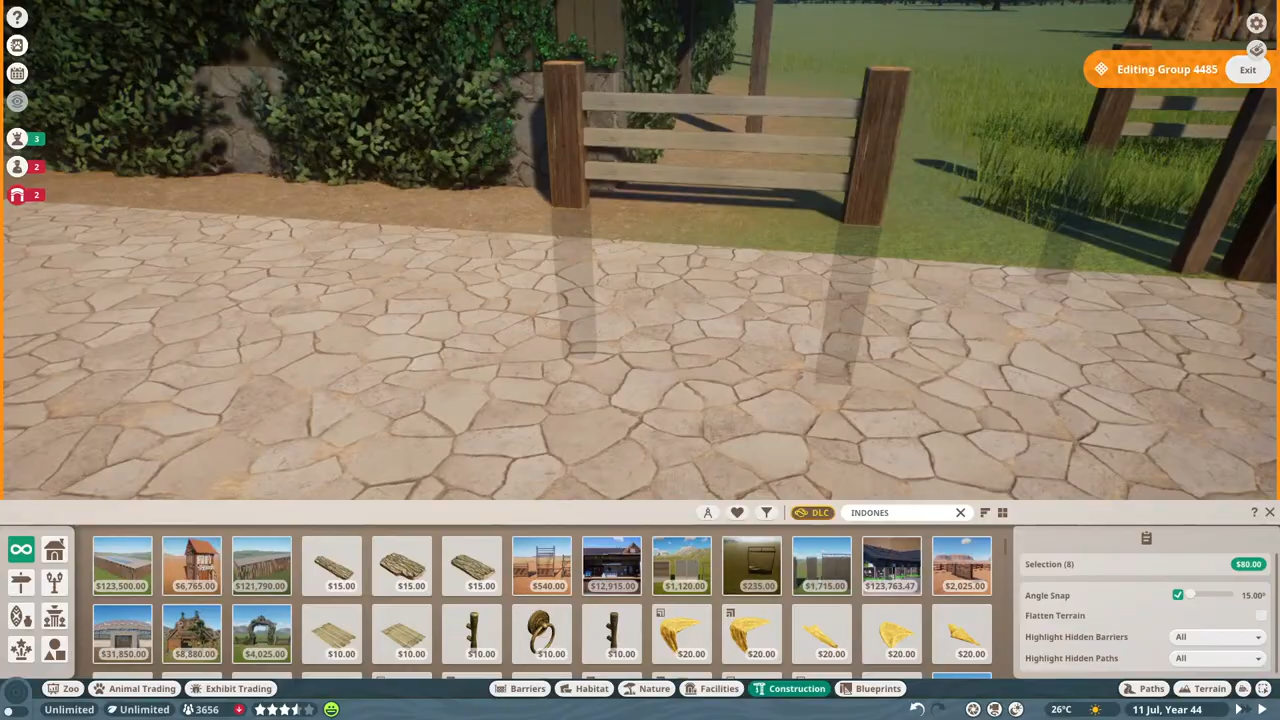 ?
Editing Group 4485
Exit
3
2
2
DLC
INDONES
?
$123,500.00
$6,765.00
$121,790.00
$15.00
$15.00
$15.00
$540.00
$12,915.00
$1,120.00
$235.00
$1,715.00
$123,763.47
$2,025.00
$31,850.00
$8,880.00
$4,025.00
$10.00
$10.00
$10.00
$10.00
$10.00
$20.00
$20.00
$20.00
$20.00
$20.00
Selection (8)
$80.00
Angle Snap
15.00°
Flatten Terrain
Highlight Hidden Barriers
All
Highlight Hidden Paths
All
Zoo
Animal Trading
Exhibit Trading
Barriers
Habitat
Nature
Facilities
Construction
Blueprints
Paths
Terrain
Unlimited
Unlimited
3656
26°C
11 Jul, Year 44